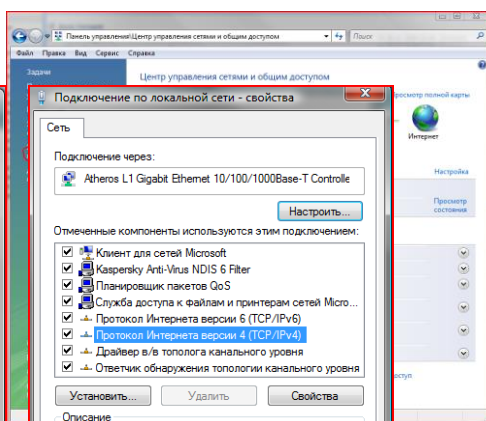 Панель управления\Центр управления сетями и общим доступом
Поиск
Файл Правка Вид Сервис Справка
Задачи
Центр управления сетями и общим доступом
Подключение по локальной сети - свойства
Просмотр полной карты
Интернет
Сеть
Подключение через:
Atheros L1 Gigabit Ethernet 10/100/1000Base-T Controlle
Настройка
Настроить...
Просмотр
состояния
Отмеченные компоненты используются этим подключением:
Клиент для сетей Microsoft
Kaspersky Anti-Virus NDIS 6 Filter
Планировщик пакетов QoS
Служба доступа к файлам и принтерам сетей Micro...
Протокол Интернета версии 6 (TCP/IPv6)
Протокол Интернета версии 4 (TCP/IPv4)
Драйвер в/в тополога канального уровня
Ответчик обнаружения топологии канального уровня
Установить... Удалить Свойства
Описание